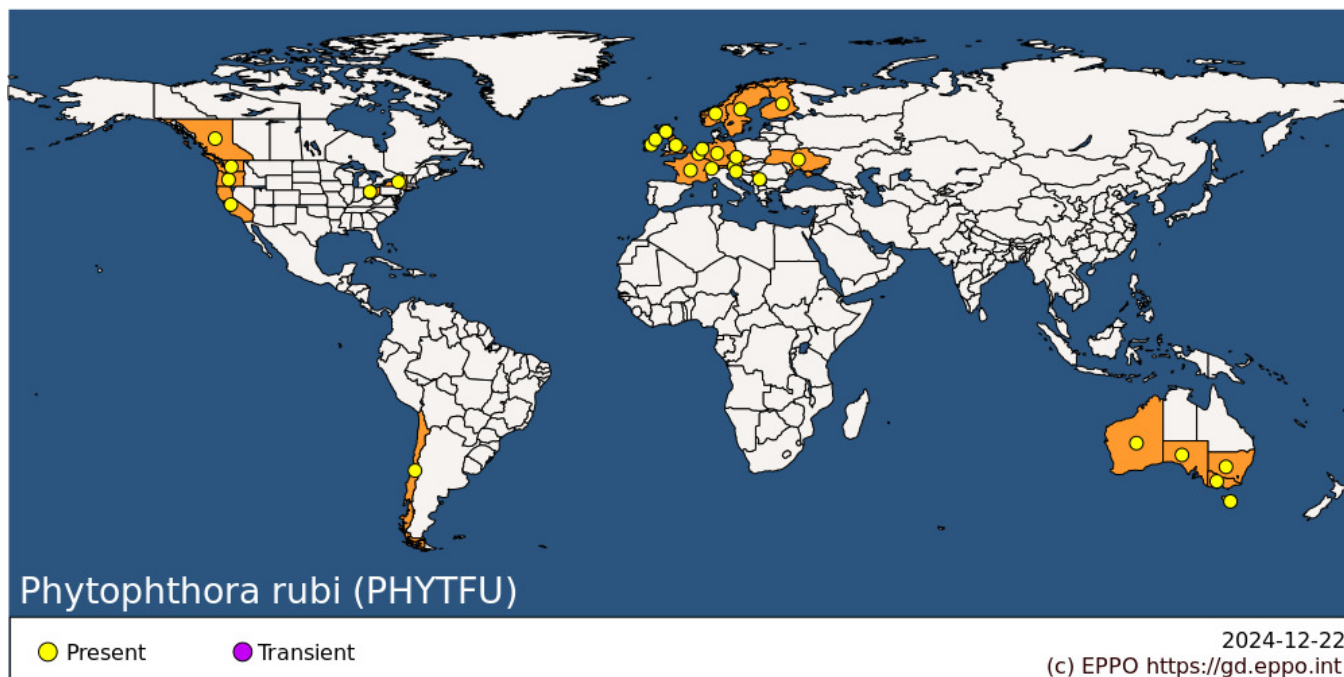 Phytophthora rubi (PHYTFU)
Present
Transient
2024-12-22
(c) EPPO https://gd.eppo.int